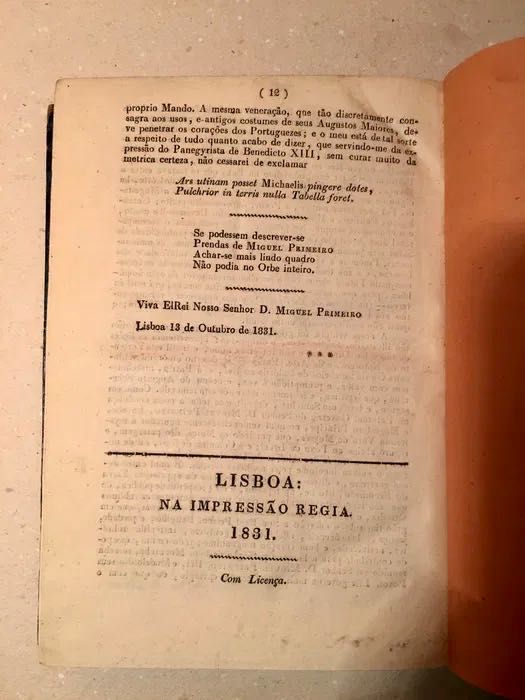 ( 12 )
proprio Mando. A mesma veneração, que tão discretamente con-
sagra aos usos, e antigos costumes de seus Augustos Maiores, de-
ve penetrar os corações dos Portuguezes; e o meu está de tal sorte
a respeito de tudo quanto acabo de dizer, que servindo-me da ex-
pressão do Panegyrista de Benedicto XIII, sem curar muito da
metrica certeza, não cessarei de exclamar
Ars utinam posset Michaelis pingere dotes,
Pulchrior in terris nulla Tabella foret.
Se podessem descrever-se
Prendas de MIGUEL PRIMEIRO
Achar-se mais lindo quadro
Não podia no Orbe inteiro.
Viva ElRei Nosso Senhor D. MIGUEL PRIMEIRO
Lisboa 13 de Outubro de 1831.
* * *
LISBOA:
NA IMPRESSÃO REGIA.
1831.
Com Licença.